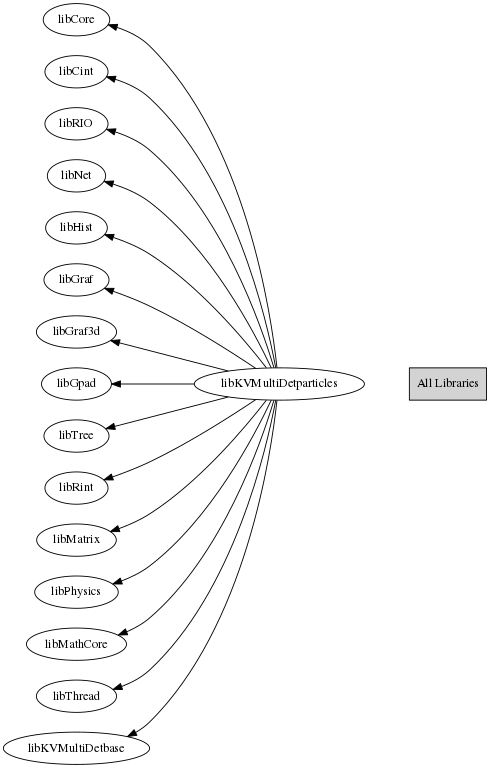 libCore
libCint
libRIO
libNet
libHist
libGraf
libGraf3d
libGpad
libKVMultiDetparticles
All Libraries
libTree
libRint
libMatrix
libPhysics
libMathCore
libThread
libKVMultiDetbase